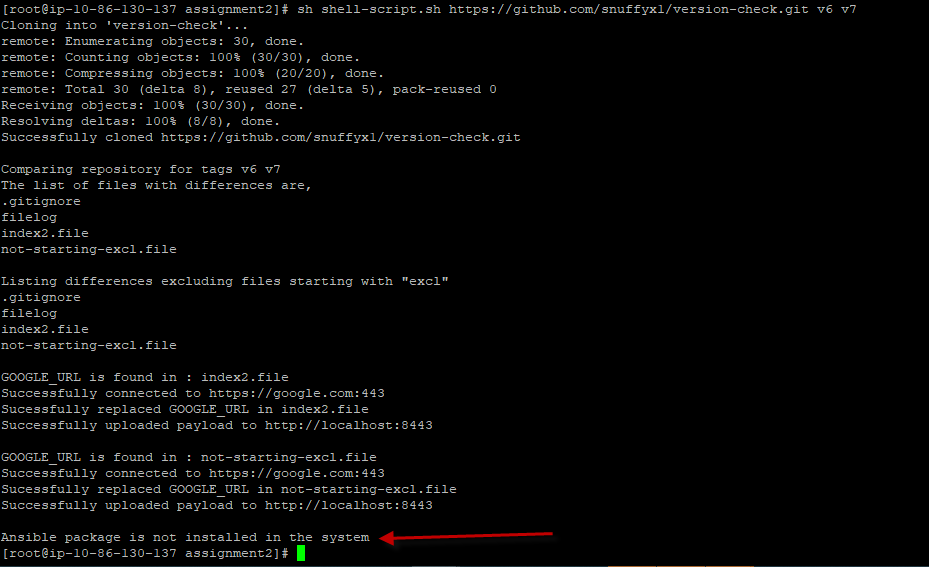 [root@ip-10-86-130-137 assignment2]# sh shell-script.sh https://github.com/snuffyx1/version-check.git v6 v7
Cloning into 'version-check'...
remote: Enumerating objects: 30, done.
remote: Counting objects: 100% (30/30), done.
remote: Compressing objects: 100% (20/20), done.
remote: Total 30 (delta 8), reused 27 (delta 5), pack-reused 0
Receiving objects: 100% (30/30), done.
Resolving deltas: 100% (8/8), done.
Successfully cloned https://github.com/snuffyx1/version-check.git
Comparing repository for tags v6 v7
The list of files with differences are,
.gitignore
filelog
index2.file
not-starting-excl.file
Listing differences excluding files starting with "excl"
.gitignore
filelog
index2.file
not-starting-excl.file
GOOGLE_URL is found in : index2.file
Successfully connected to https://google.com:443
Sucessfully replaced GOOGLE_URL in index2.file
Successfully uploaded payload to http://localhost:8443
GOOGLE_URL is found in : not-starting-excl.file
Successfully connected to https://google.com:443
Sucessfully replaced GOOGLE_URL in not-starting-excl.file
Successfully uploaded payload to http://localhost:8443
Ansible package is not installed in the system
[root@ip-10-86-130-137 assignment2]#